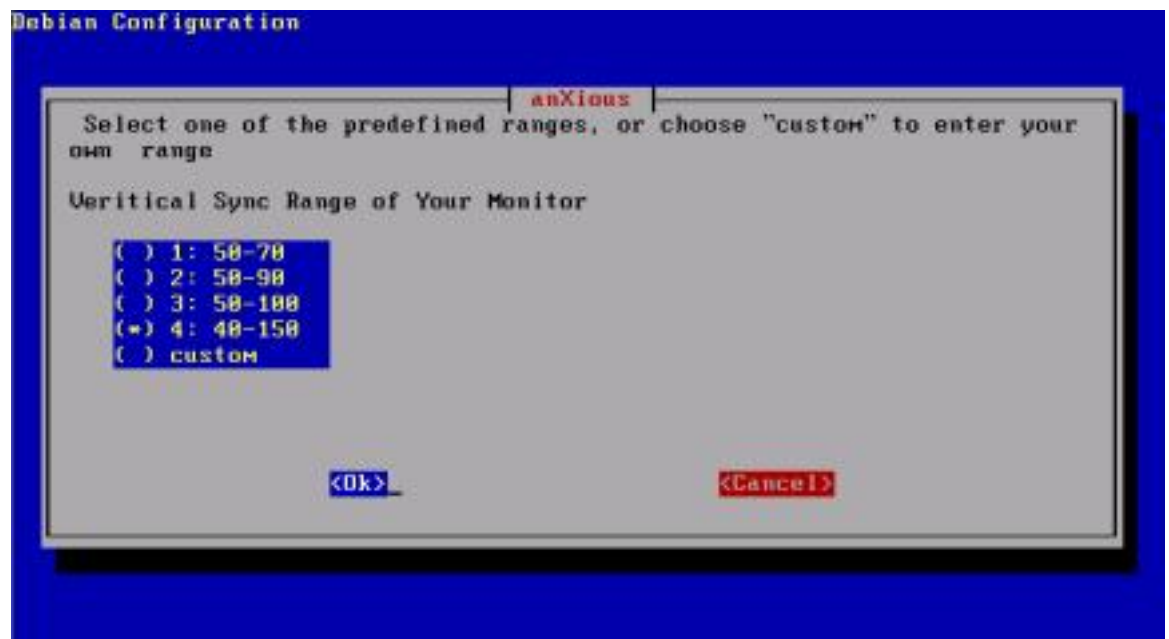 Debian Configuration
anXious
Select one of the predefined ranges, or choose "custom" to enter your
own range
Veritical Sync Range of Your Monitor
( ) 1: 50-70
( ) 2: 50-90
( ) 3: 50-100
(*) 4: 40-150
( ) custom
<Ok>_ <Cancel>